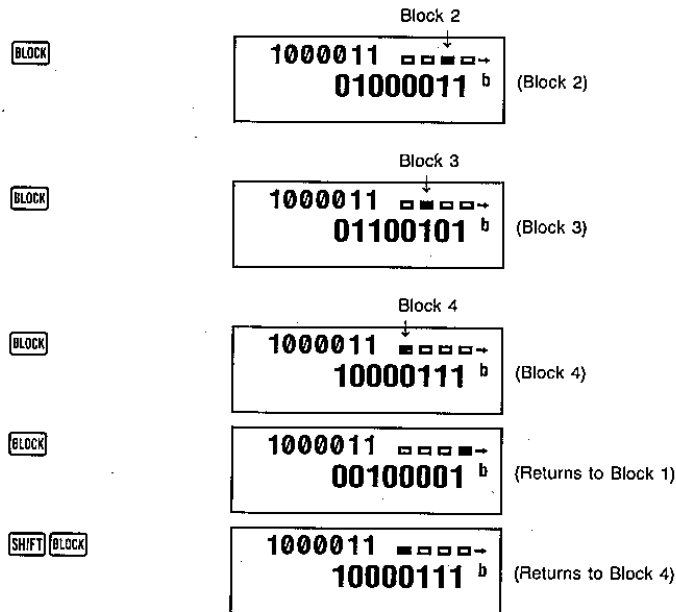 Block 2
BLOCK
1000011
01000011 b
(Block 2)
Block 3
BLOCK
1000011
01100101 b
(Block 3)
Block 4
BLOCK
1000011
10000111 b
(Block 4)
BLOCK
1000011
00100001 b
(Returns to Block 1)
SHIFT BLOCK
1000011
10000111 b
(Returns to Block 4)